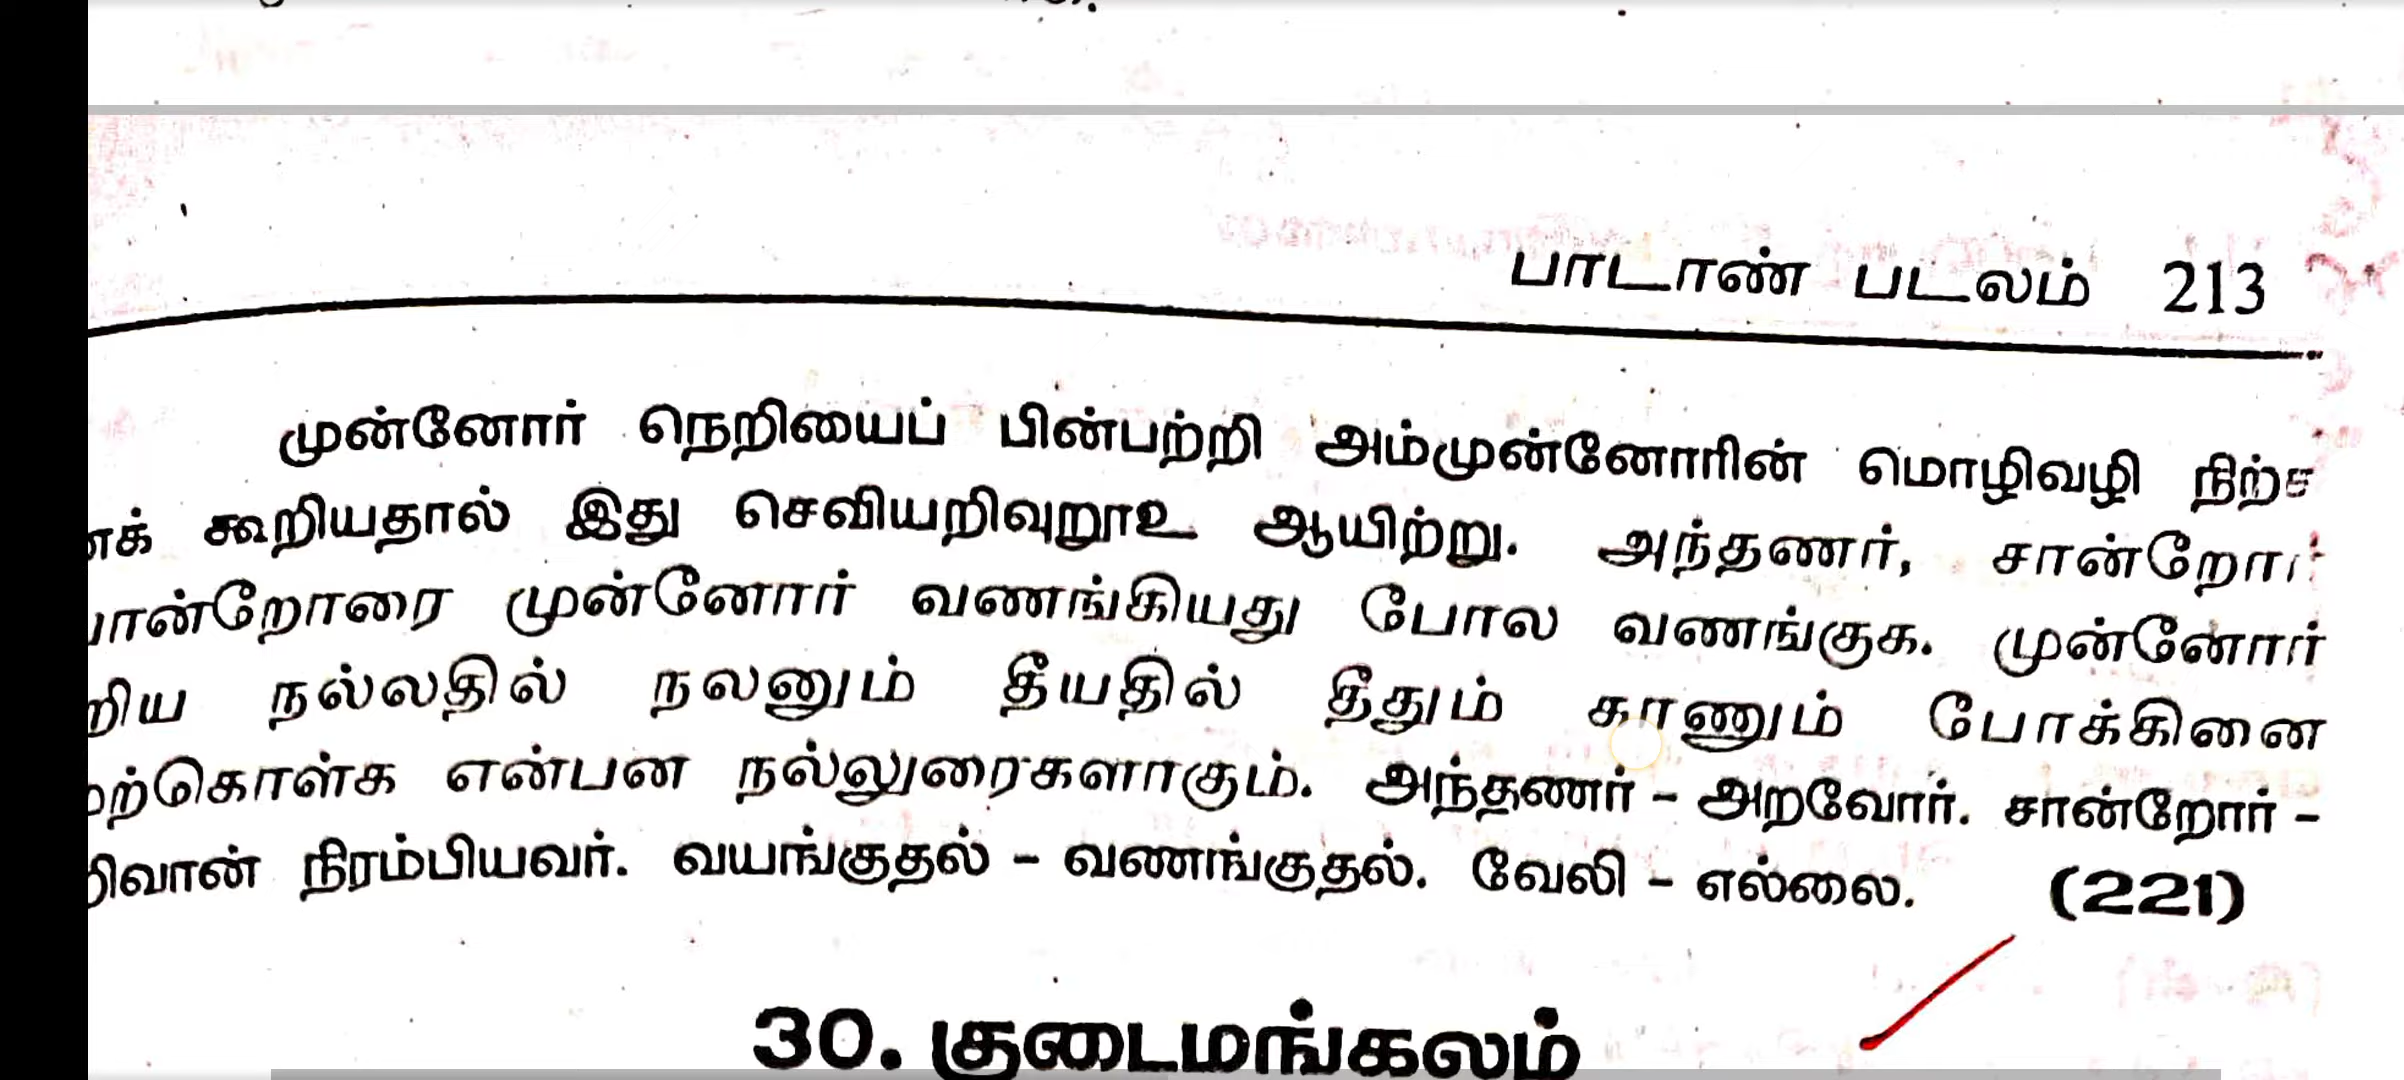 பாடாண் படலம் 213
முன்னோர் நெறியைப் பின்பற்றி அம்முன்னோரின் மொழிவழி
கூறியதால் இது செவியறிவுறூஉ ஆயிற்று. அந்தணர்,
முன்னோர் வணங்கியது போல வணங்குக. முன்னோர்
நல்லதில் நலனும் தீயதில் தீதும் காணும் போக்கினை
என்பன நல்லுரைகளாகும். அந்தணர் - அறவோர். சான்றோர் -
நிரம்பியவர். வயங்குதல் - வணங்குதல். வேலி - எல்லை. (221)
30. குடைமங்கலம்